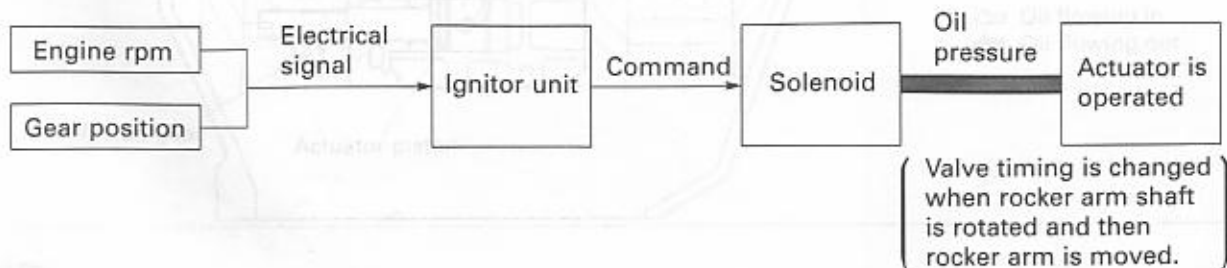 Engine rpm
Gear position
Electrical
signal
Ignitor unit
Command
Solenoid
Oil
pressure
Actuator is
operated
Valve timing is changed
when rocker arm shaft
is rotated and then
rocker arm is moved.